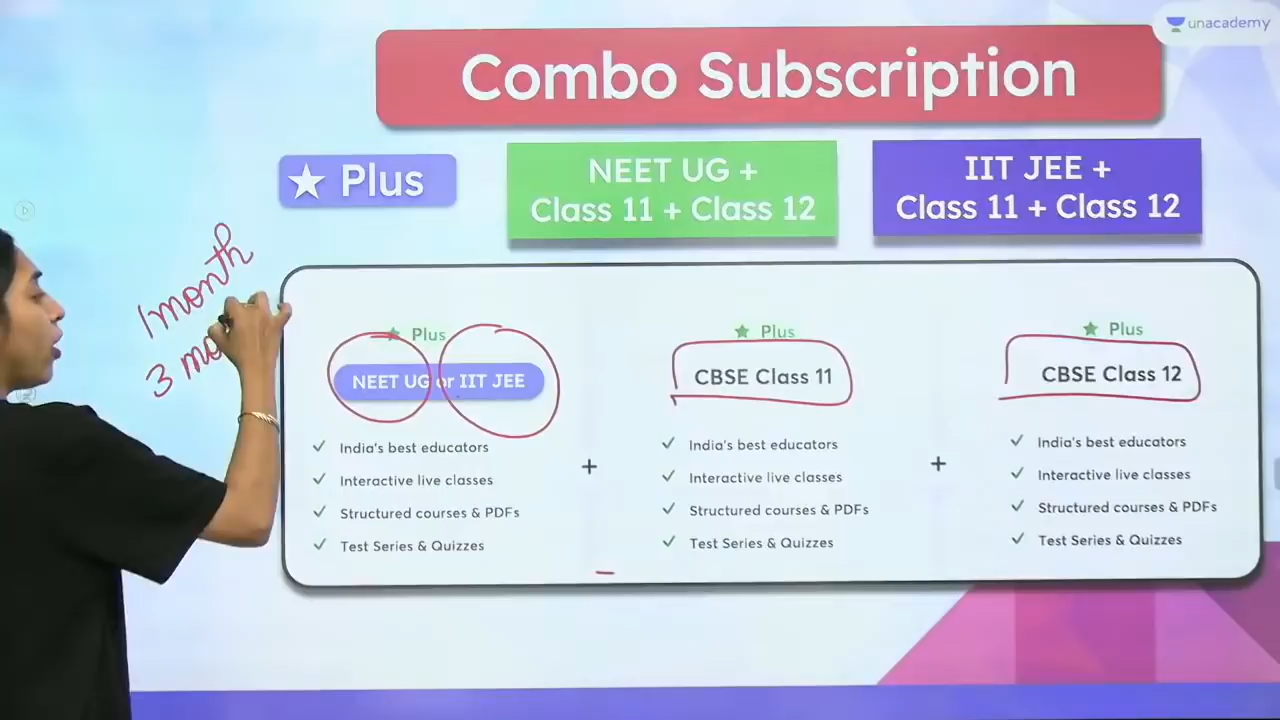 unacademy
Combo Subscription
Plus
NEET UG +
Class 11 + Class 12
IIT JEE +
Class 11 + Class 12
1 month
3 mo
Plus
NEET UG or IIT JEE
✓ India's best educators
✓ Interactive live classes
✓ Structured courses & PDFs
✓ Test Series & Quizzes
+
Plus
CBSE Class 11
✓ India's best educators
✓ Interactive live classes
✓ Structured courses & PDFs
✓ Test Series & Quizzes
+
Plus
CBSE Class 12
✓ India's best educators
✓ Interactive live classes
✓ Structured courses & PDFs
✓ Test Series & Quizzes